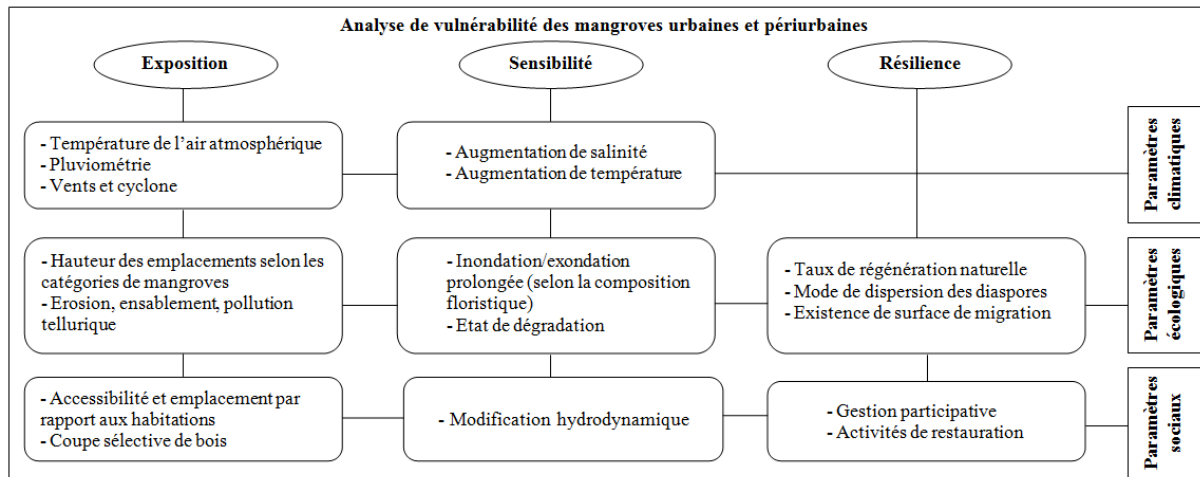 Analyse de vulnérabilité des mangroves urbaines et périurbaines
Exposition
Sensibilité
Résilience
- Température de l'air atmosphérique
- Pluviométrie
- Vents et cyclone
- Augmentation de salinité
- Augmentation de température
Paramètres
climatiques
- Hauteur des emplacements selon les
catégories de mangroves
- Erosion, ensablement, pollution
tellurique
- Inondation/exondation
prolongée (selon la composition
floristique)
- Etat de dégradation
- Taux de régénération naturelle
- Mode de dispersion des diaspores
- Existence de surface de migration
Paramètres
écologiques
- Accessibilité et emplacement par
rapport aux habitations
- Coupe sélective de bois
- Modification hydrodynamique
- Gestion participative
- Activités de restauration
Paramètres
sociaux